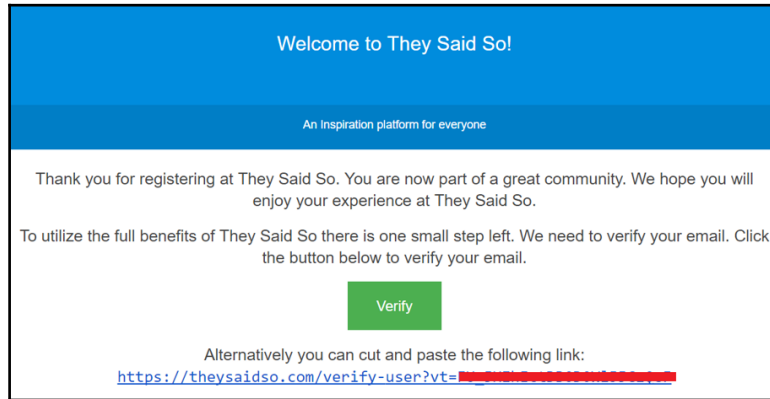 Welcome to They Said So!
An Inspiration platform for everyone
Thank you for registering at They Said So. You are now part of a great community. We hope you will
enjoy your experience at They Said So.
To utilize the full benefits of They Said So there is one small step left. We need to verify your email. Click
the button below to verify your email.
Verify
Alternatively you can cut and paste the following link:
https://theysaidso.com/verify-user?vt=